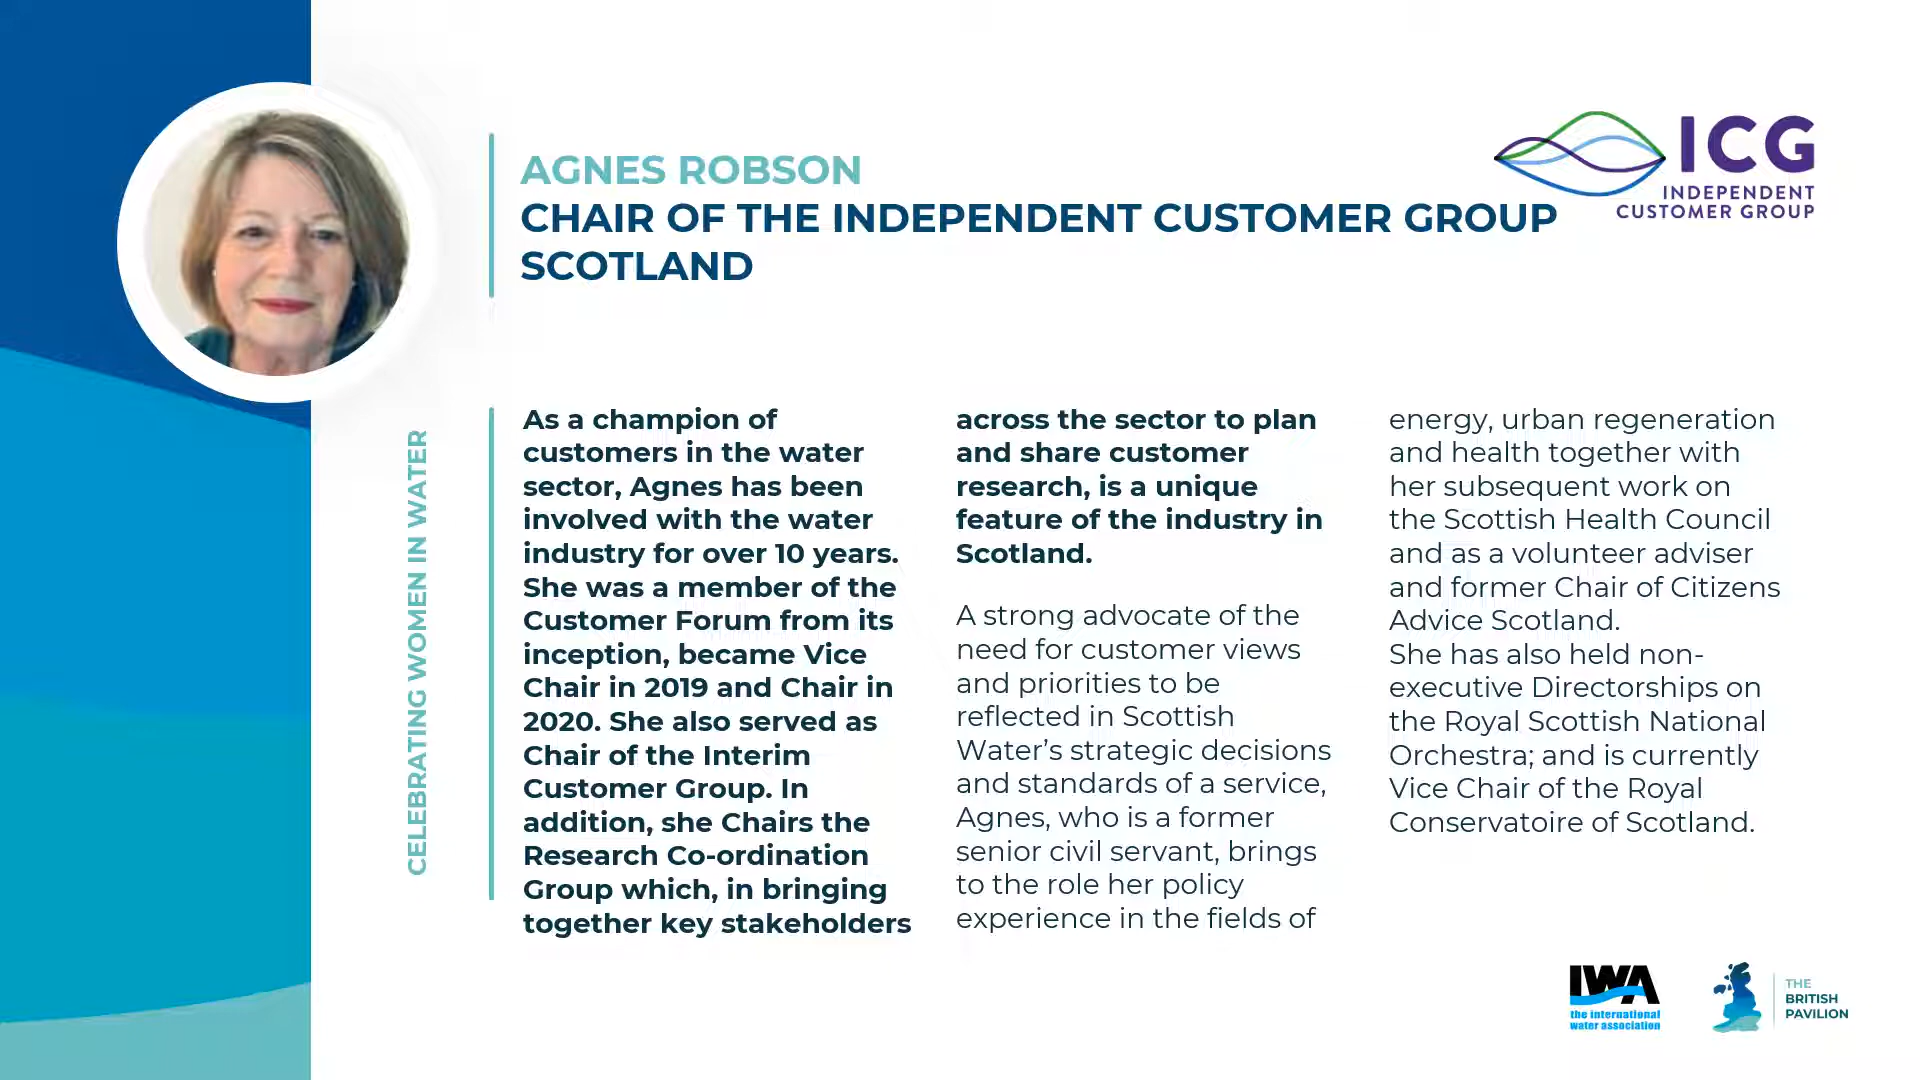 AGNES ROBSON
CHAIR OF THE INDEPENDENT CUSTOMER GROUP
SCOTLAND
ICG
INDEPENDENT
CUSTOMER GROUP
CELEBRATING WOMEN IN WATER
As a champion of
customers in the water
sector, Agnes has been
involved with the water
industry for over 10 years.
She was a member of the
Customer Forum from its
inception, became Vice
Chair in 2019 and Chair in
2020. She also served as
Chair of the Interim
Customer Group. In
addition, she Chairs the
Research Co-ordination
Group which, in bringing
together key stakeholders
across the sector to plan
and share customer
research, is a unique
feature of the industry in
Scotland.
A strong advocate of the
need for customer views
and priorities to be
reflected in Scottish
Water’s strategic decisions
and standards of a service,
Agnes, who is a former
senior civil servant, brings
to the role her policy
experience in the fields of
energy, urban regeneration
and health together with
her subsequent work on
the Scottish Health Council
and as a volunteer adviser
and former Chair of Citizens
Advice Scotland.
She has also held non-
executive Directorships on
the Royal Scottish National
Orchestra; and is currently
Vice Chair of the Royal
Conservatoire of Scotland.
IWA
the international
water association
THE
BRITISH
PAVILION